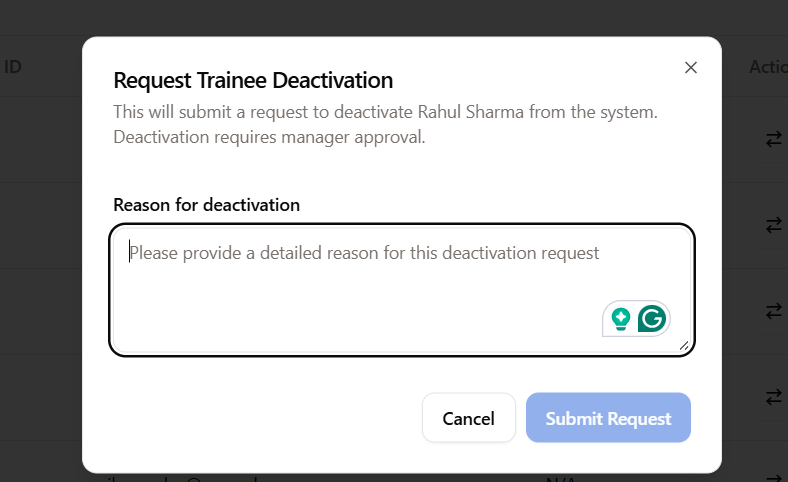 ID
Actio
Request Trainee Deactivation
This will submit a request to deactivate Rahul Sharma from the system.
Deactivation requires manager approval.
Reason for deactivation
Please provide a detailed reason for this deactivation request
Cancel
Submit Request
N/A